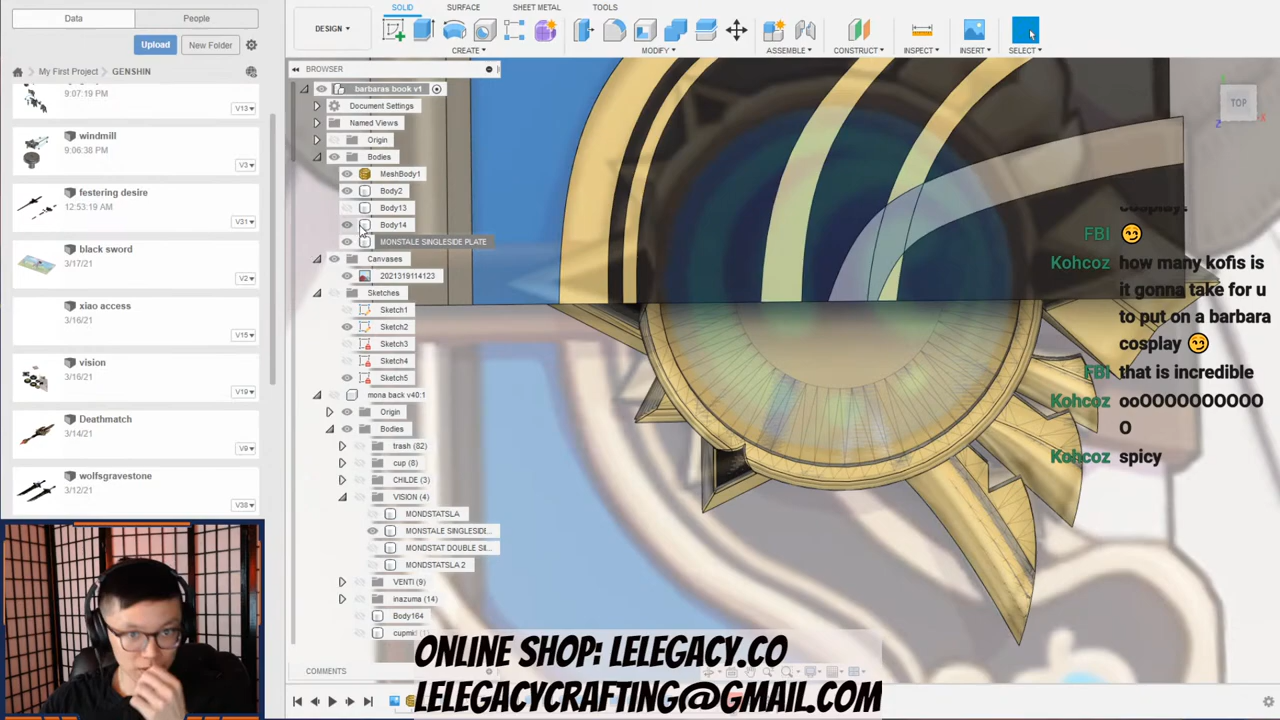 Data
People
Upload
New Folder
My First Project
GENSHIN
9:07:19 PM
V13
windmill
9:06:38 PM
V3
festering desire
12:53:19 AM
V31
black sword
3/17/21
V2
xiao access
3/16/21
V15
vision
3/16/21
V19
Deathmatch
3/14/21
V9
wolfsgravestone
3/12/21
V38
DESIGN
SOLID
SURFACE
SHEET METAL
TOOLS
CREATE
MODIFY
ASSEMBLE
CONSTRUCT
INSPECT
INSERT
SELECT
BROWSER
barbaras book v1
Document Settings
Named Views
Origin
Bodies
MeshBody1
Body2
Body13
Body14
MONSTALE SINGLESIDE PLATE
Canvases
2021319114123
Sketches
Sketch1
Sketch2
Sketch3
Sketch4
Sketch5
mona back v40:1
Origin
Bodies
trash (82)
cup (8)
CHILDE (3)
VISION (4)
MONDSTATSLA
MONSTALE SINGLESIDE...
MONDSTAT DOUBLE SI...
MONDSTATSLA 2
VENTI (9)
inazuma (14)
Body164
COMMENTS
TOP
Z
X
cosplay?
FBI 😏
Kohcoz how many kofis is
it gonna take for u
to put on a barbara
cosplay 😏
FBI that is incredible
Kohcoz ooOOOOOOOOOO
O
Kohcoz spicy
ONLINE SHOP: LELEGACY.CO
LELEGACYCRAFTING@GMAIL.COM